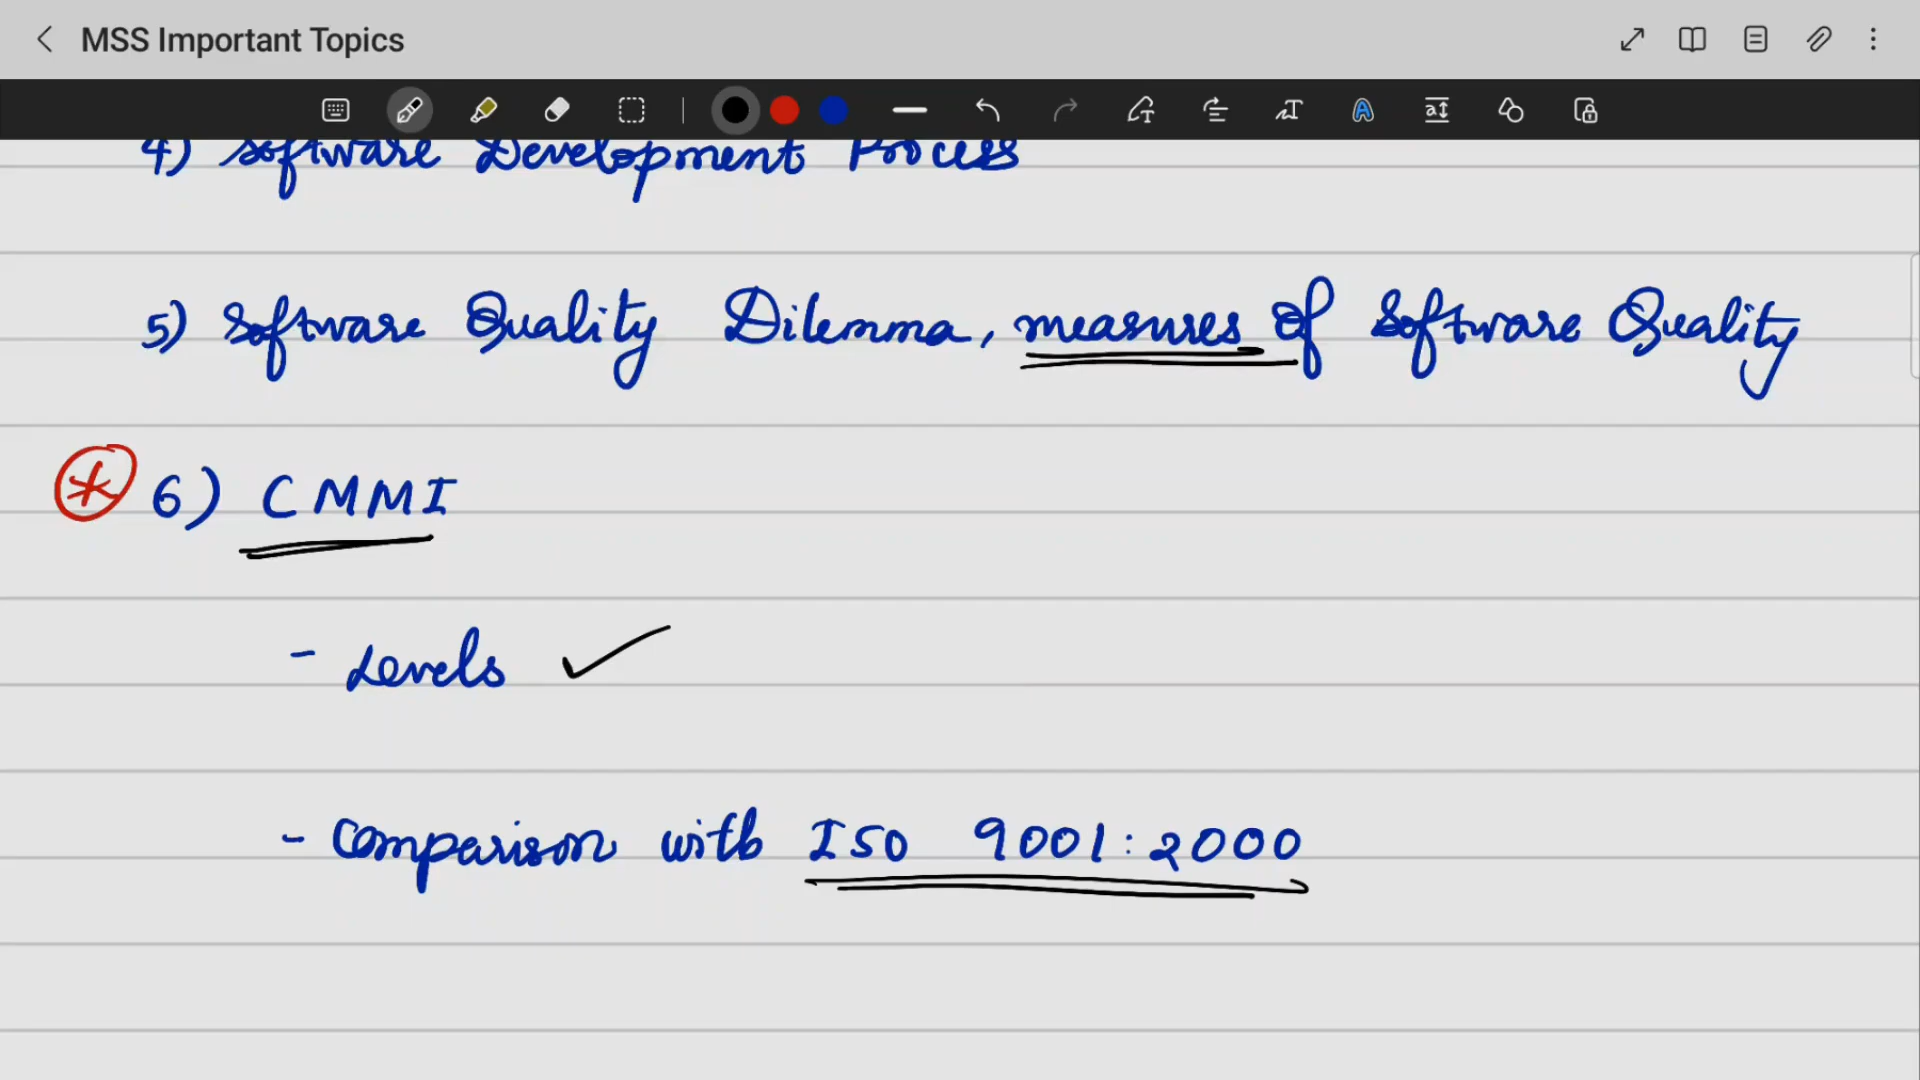 MSS Important Topics
4) Software Development Process
5) Software Quality Dilemma, measures of Software Quality
* 6) CMMI
- Levels ✓
- Comparison with ISO 9001:2000